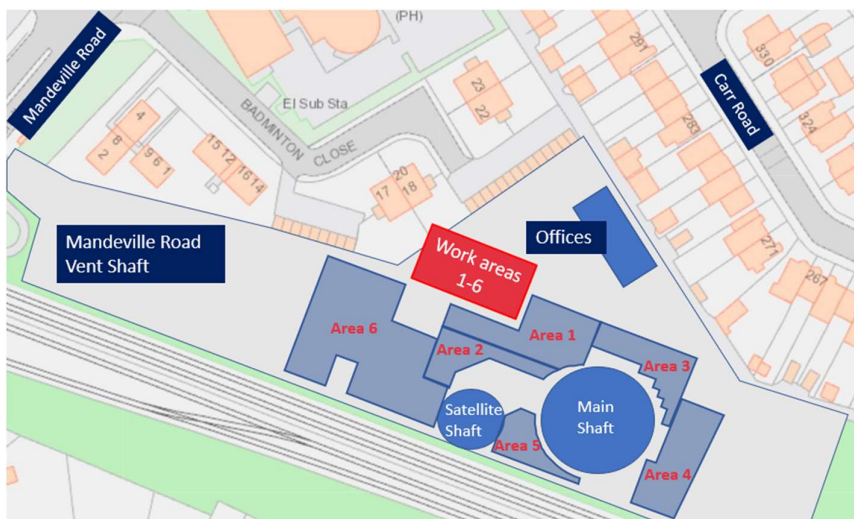 (PH)
Mandeville Road
El Sub Sta
BADMINTON
CLOSE
23
22
291
283
330
324
Carr Road
4
8
2
9 6 1
15 12
16 14
17
20
18
271
267
Mandeville Road
Vent Shaft
Offices
Work areas
1-6
Area 6
Area 1
Area 2
Area 3
Satellite
Shaft
Main
Shaft
Area 5
Area 4